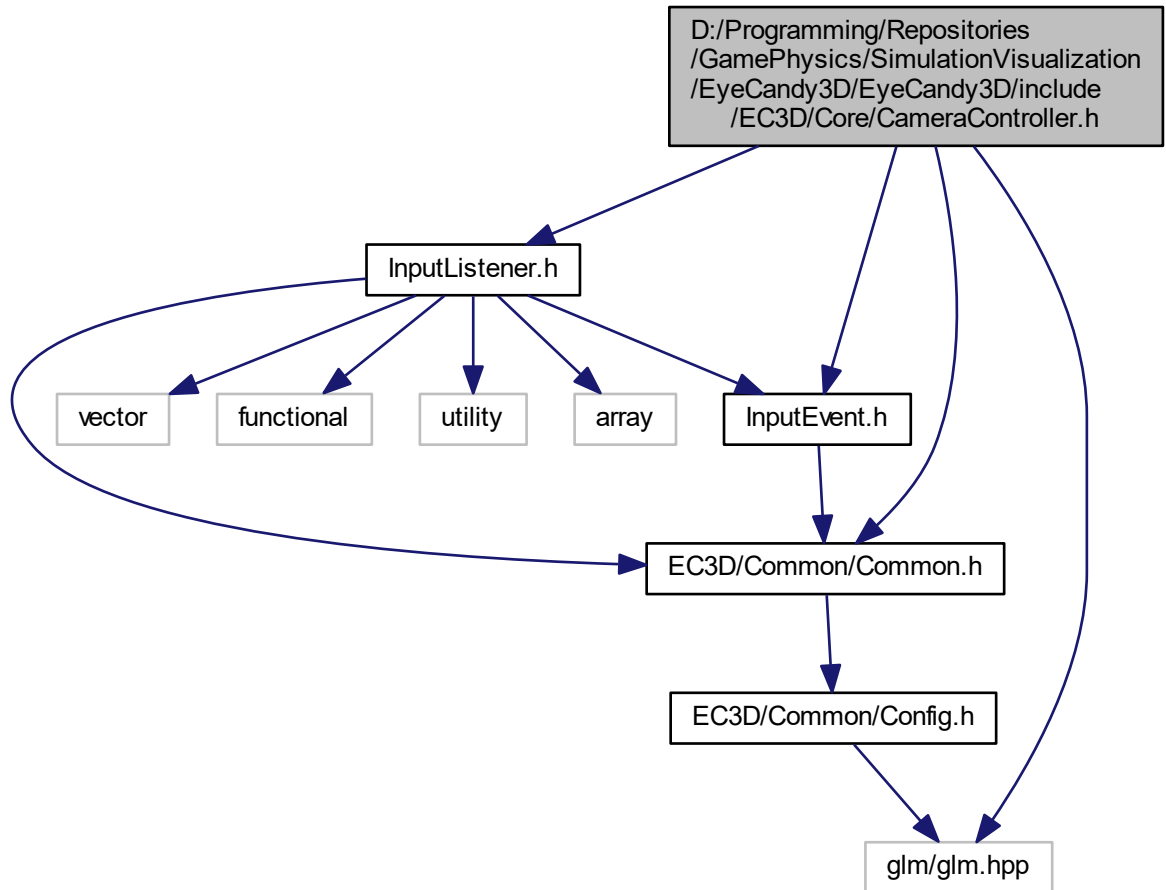 D:/Programming/Repositories
/GamePhysics/SimulationVisualization
/EyeCandy3D/EyeCandy3D/include
/EC3D/Core/CameraController.h
InputListener.h
vector
functional
utility
array
InputEvent.h
EC3D/Common/Common.h
EC3D/Common/Config.h
glm/glm.hpp